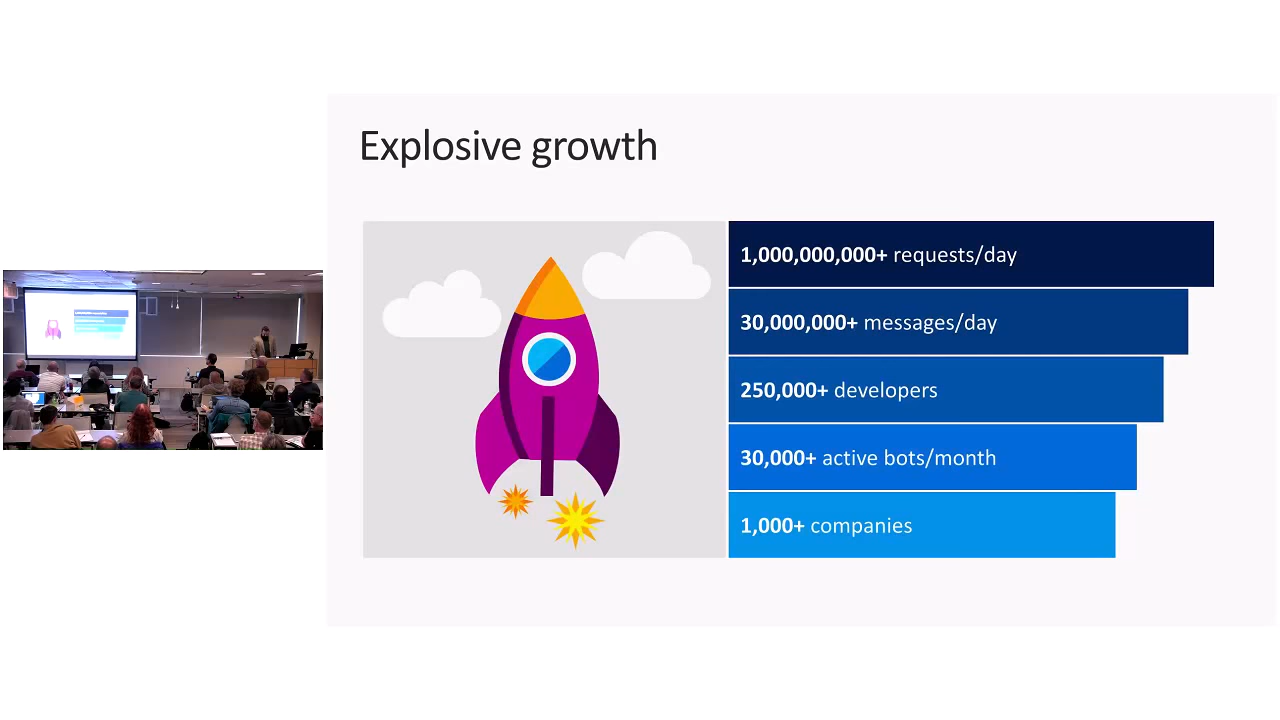 Explosive growth
1,000,000,000+ requests/day
30,000,000+ messages/day
250,000+ developers
30,000+ active bots/month
1,000+ companies